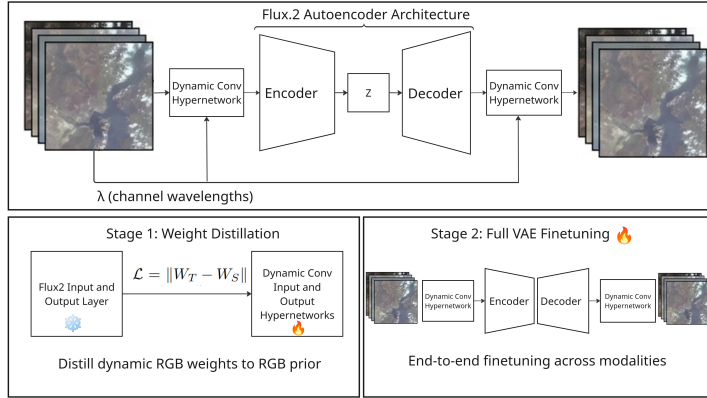 Flux.2 Autoencoder Architecture
Dynamic Conv
Hypernetwork
Encoder
Z
Decoder
Dynamic Conv
Hypernetwork
λ (channel wavelengths)
Stage 1: Weight Distillation
Flux2 Input and
Output Layer
ℒ = ‖W_T − W_S‖
Dynamic Conv
Input and
Output
Hypernetworks
Distill dynamic RGB weights to RGB prior
Stage 2: Full VAE Finetuning
Dynamic Conv
Hypernetwork
Encoder
Decoder
Dynamic Conv
Hypernetwork
End-to-end finetuning across modalities